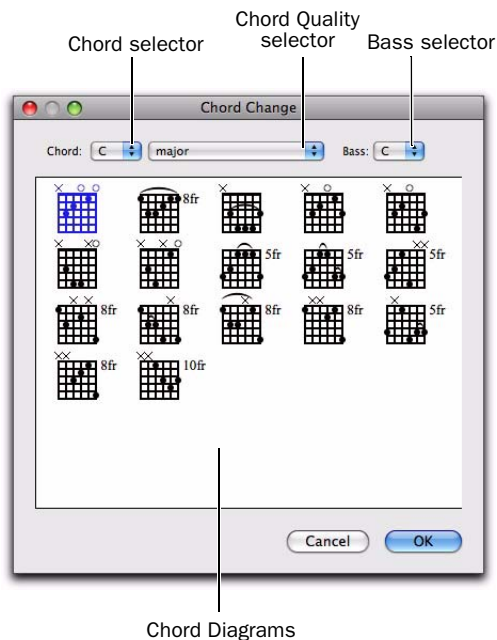 Chord Quality
selector
Chord selector
Bass selector
Chord Change
Chord: C major Bass: C
8fr
5fr 5fr 5fr
8fr 8fr 8fr 8fr 5fr
8fr 10fr
Cancel OK
Chord Diagrams